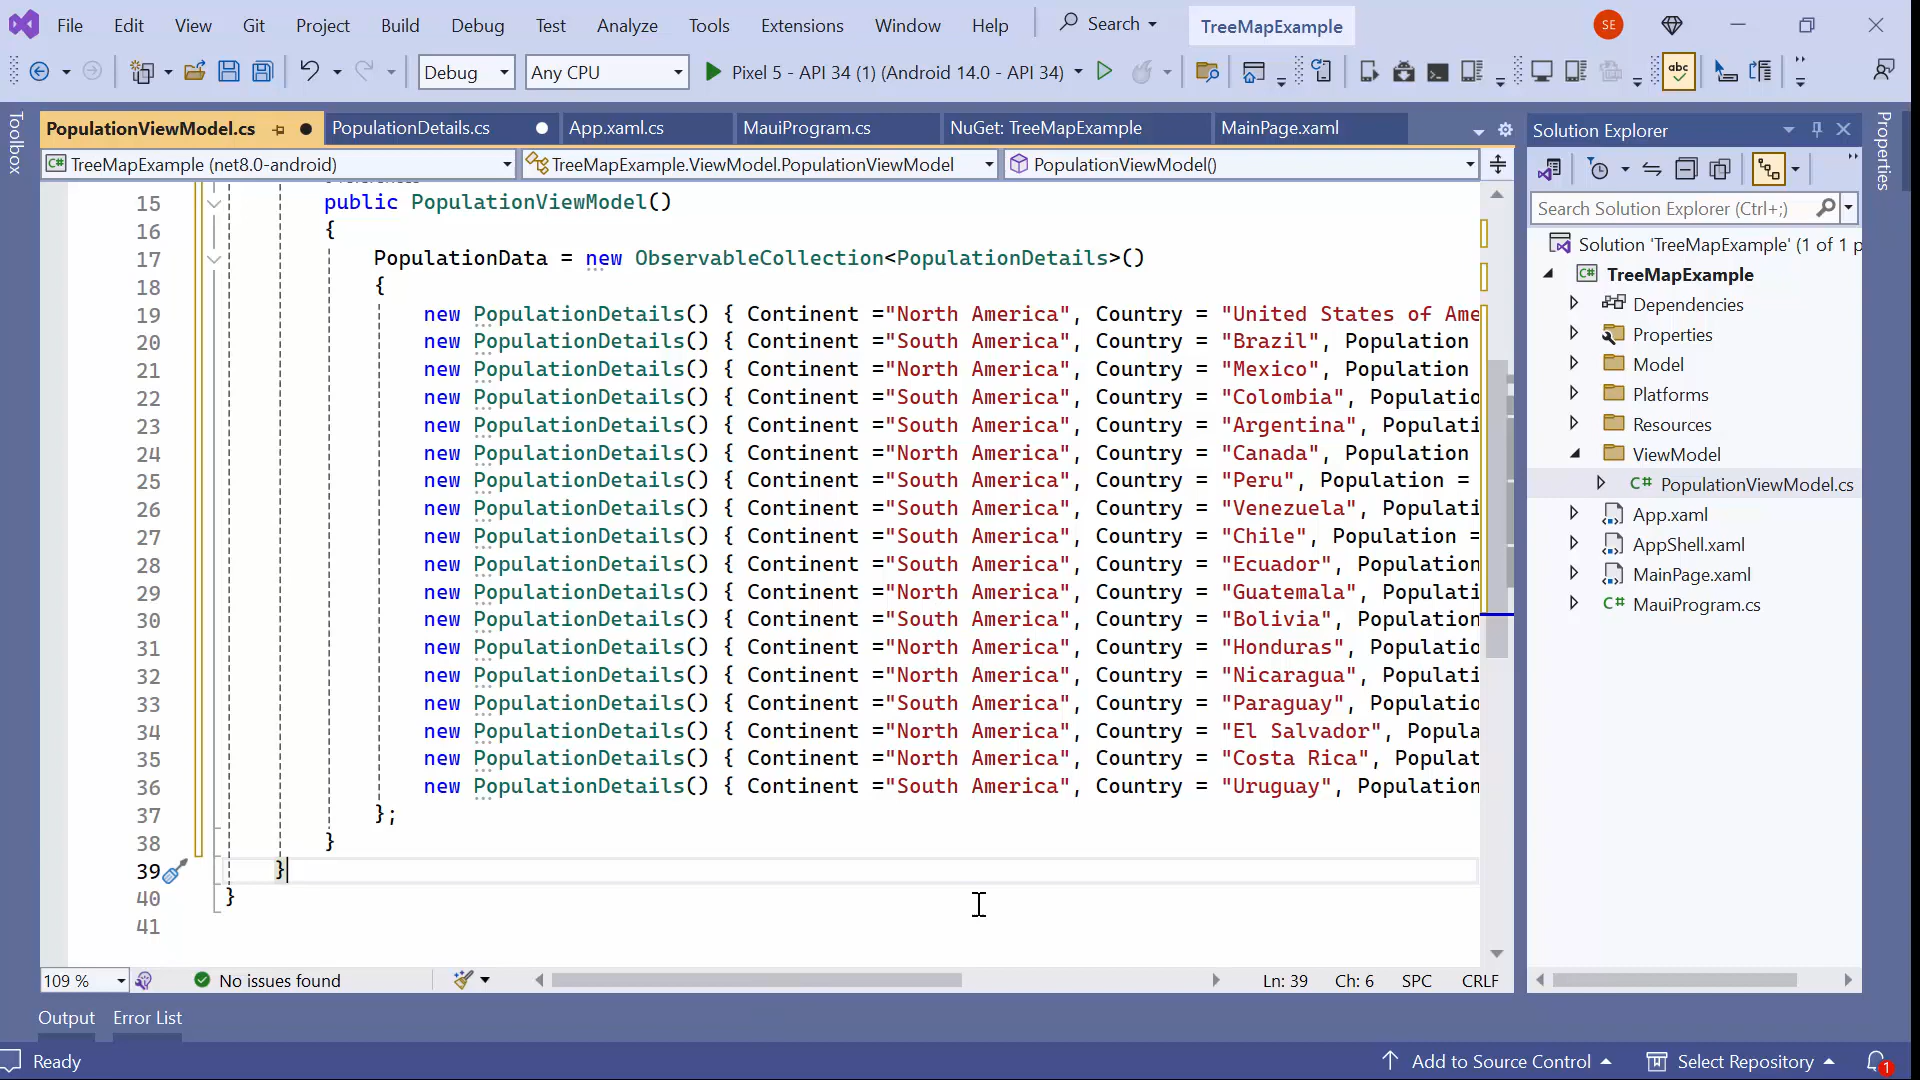 File Edit View Git Project Build Debug Test Analyze Tools Extensions Window Help Search TreeMapExample SE
Debug Any CPU Pixel 5 - API 34 (1) (Android 14.0 - API 34) abc
Toolbox
PopulationViewModel.cs PopulationDetails.cs App.xaml.cs MauiProgram.cs NuGet: TreeMapExample MainPage.xaml
C# TreeMapExample (net8.0-android) TreeMapExample.ViewModel.PopulationViewModel PopulationViewModel()
15 public PopulationViewModel()
16 {
17 PopulationData = new ObservableCollection<PopulationDetails>()
18 {
19 new PopulationDetails() { Continent ="North America", Country = "United States of Ame
20 new PopulationDetails() { Continent ="South America", Country = "Brazil", Population
21 new PopulationDetails() { Continent ="North America", Country = "Mexico", Population
22 new PopulationDetails() { Continent ="South America", Country = "Colombia", Populatio
23 new PopulationDetails() { Continent ="South America", Country = "Argentina", Populati
24 new PopulationDetails() { Continent ="North America", Country = "Canada", Population
25 new PopulationDetails() { Continent ="South America", Country = "Peru", Population =
26 new PopulationDetails() { Continent ="South America", Country = "Venezuela", Populati
27 new PopulationDetails() { Continent ="South America", Country = "Chile", Population =
28 new PopulationDetails() { Continent ="South America", Country = "Ecuador", Population
29 new PopulationDetails() { Continent ="North America", Country = "Guatemala", Populati
30 new PopulationDetails() { Continent ="South America", Country = "Bolivia", Population
31 new PopulationDetails() { Continent ="North America", Country = "Honduras", Populatio
32 new PopulationDetails() { Continent ="North America", Country = "Nicaragua", Populati
33 new PopulationDetails() { Continent ="South America", Country = "Paraguay", Populatio
34 new PopulationDetails() { Continent ="North America", Country = "El Salvador", Popula
35 new PopulationDetails() { Continent ="North America", Country = "Costa Rica", Populat
36 new PopulationDetails() { Continent ="South America", Country = "Uruguay", Population
37 };
38 }
39 }
40 }
41
109 % No issues found Ln: 39 Ch: 6 SPC CRLF
Solution Explorer
Search Solution Explorer (Ctrl+;)
Solution 'TreeMapExample' (1 of 1 p
C# TreeMapExample
Dependencies
Properties
Model
Platforms
Resources
ViewModel
C# PopulationViewModel.cs
App.xaml
AppShell.xaml
MainPage.xaml
C# MauiProgram.cs
Properties
Output Error List
Ready Add to Source Control Select Repository 1